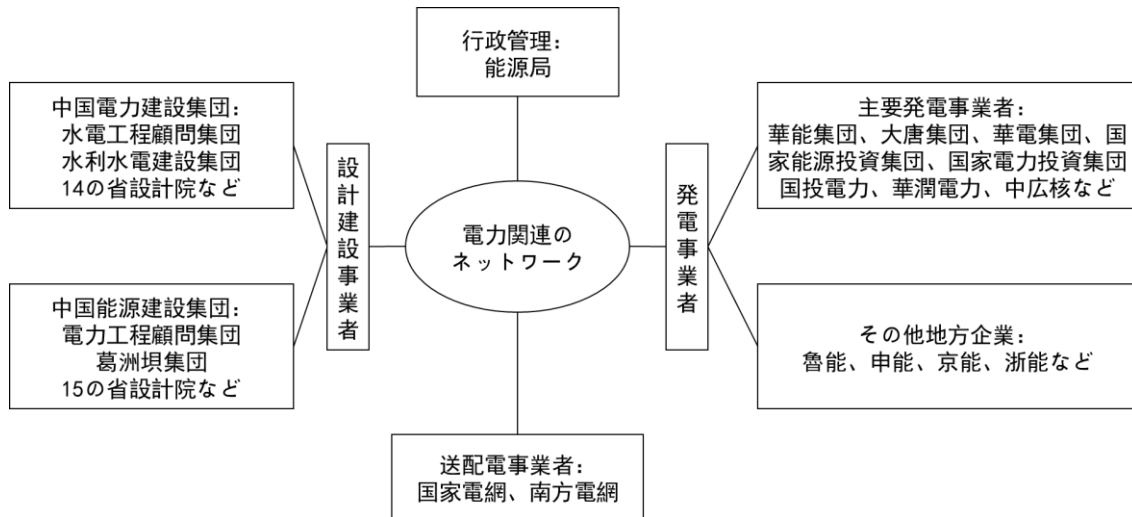 行政管理：
能源局
中国電力建設集団：
水電工程顧問集団
水利水電建設集団
14の省設計院など
設計建設事業者
中国能源建設集団：
電力工程顧問集団
葛洲坝集団
15の省設計院など
電力関連の
ネットワーク
発電事業者
主要発電事業者：
華能集団、大唐集団、華電集団、国
家能源投資集団、国家電力投資集団
国投電力、華潤電力、中広核など
その他地方企業：
魯能、申能、京能、浙能など
送配電事業者：
国家電網、南方電網